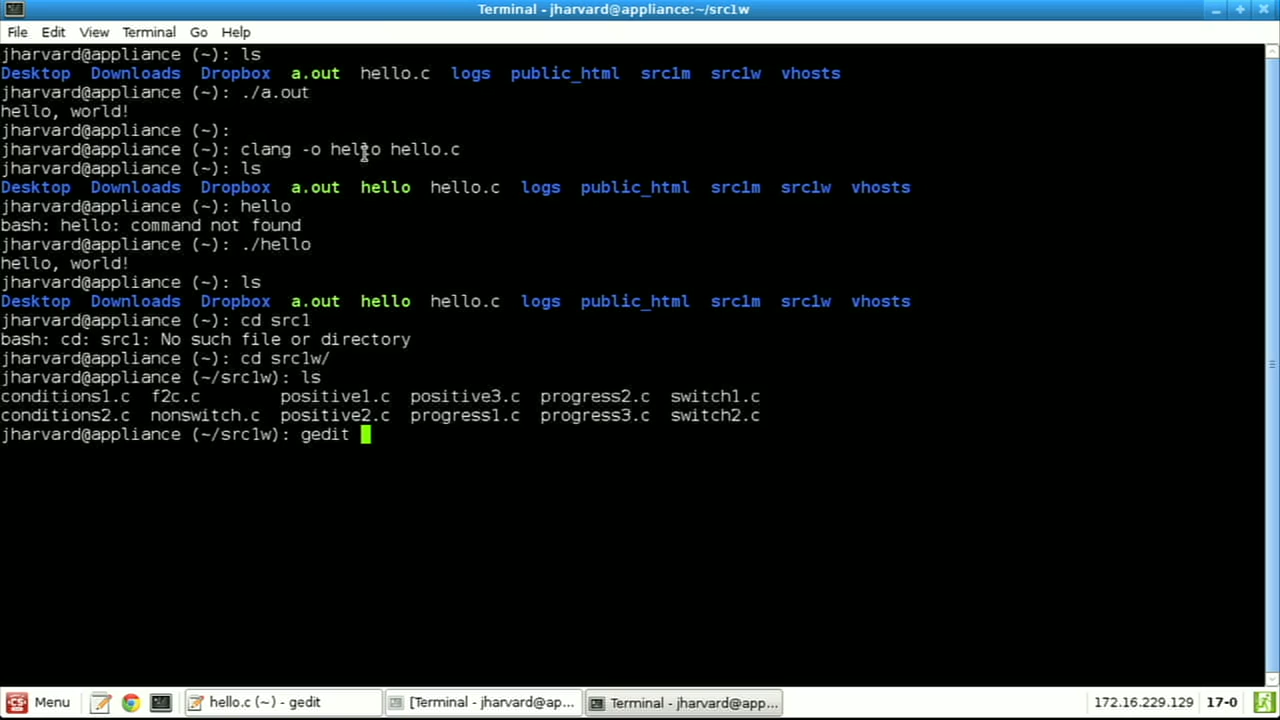 Terminal - jharvard@appliance:~/src1w
File Edit View Terminal Go Help
jharvard@appliance (~): ls
Desktop Downloads Dropbox a.out hello.c logs public_html src1m src1w vhosts
jharvard@appliance (~): ./a.out
hello, world!
jharvard@appliance (~):
jharvard@appliance (~): clang -o hello hello.c
jharvard@appliance (~): ls
Desktop Downloads Dropbox a.out hello hello.c logs public_html src1m src1w vhosts
jharvard@appliance (~): hello
bash: hello: command not found
jharvard@appliance (~): ./hello
hello, world!
jharvard@appliance (~): ls
Desktop Downloads Dropbox a.out hello hello.c logs public_html src1m src1w vhosts
jharvard@appliance (~): cd src1
bash: cd: src1: No such file or directory
jharvard@appliance (~): cd src1w/
jharvard@appliance (~/src1w): ls
conditions1.c f2c.c positive1.c positive3.c progress2.c switch1.c
conditions2.c nonswitch.c positive2.c progress1.c progress3.c switch2.c
jharvard@appliance (~/src1w): gedit
Menu hello.c (~) - gedit [Terminal - jharvard@ap... Terminal - jharvard@app... 172.16.229.129 17-0